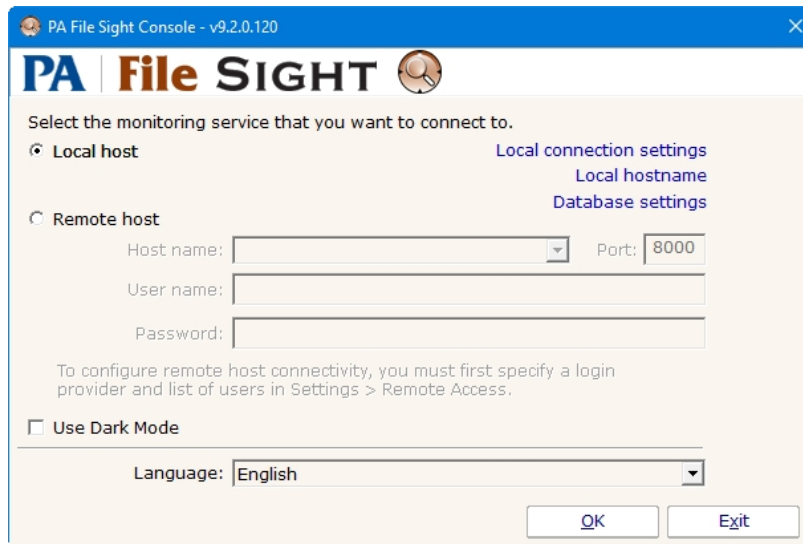 PA File Sight Console - v9.2.0.120
PA File SIGHT
Select the monitoring service that you want to connect to.
Local host
Local connection settings
Local hostname
Database settings
Remote host
Host name:
Port: 8000
User name:
Password:
To configure remote host connectivity, you must first specify a login
provider and list of users in Settings > Remote Access.
Use Dark Mode
Language: English
OK
Exit